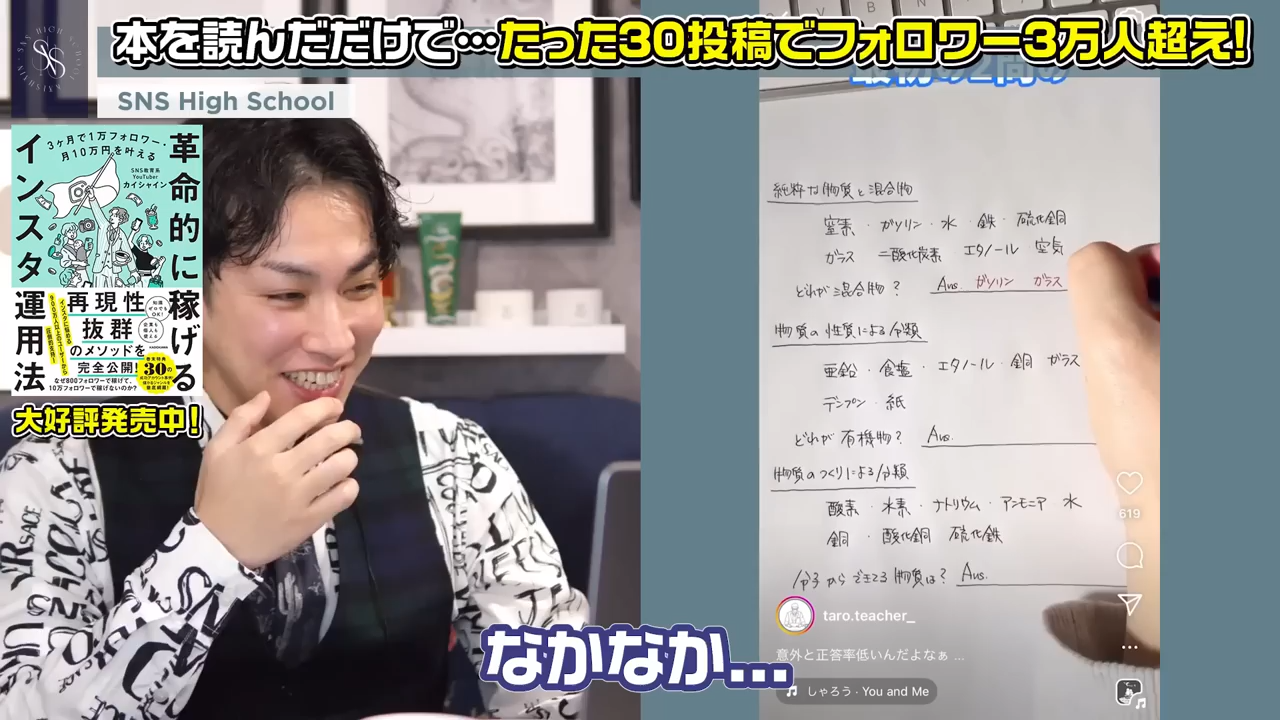 本を読んだだけで…たった30投稿でフォロワー3万人超え!
SNS High School
革命的に稼げる
インスタ運用法
3ヶ月で1万フォロワー・
月10万円を叶える
SNS教育系
YouTuber
カイシャイン
再現性
抜群
のメソッドを
完全公開!
なぜ800フォロワーで稼げて、
10万フォロワーで稼げないのか?
KADOKAWA
30の
大好評発売中!
純粋な物質と混合物
窒素・ガソリン・水・鉄・硫化銅
ガラス 二酸化炭素 エタノール 空気
どれが混合物? Ans. ガソリン ガラス
物質の性質による分類
亜鉛・食塩・エタノール・銅 ガラス
デンプン・紙
どれが有機物? Ans.
物質のつくりによる分類
酸素・水素・ナトリウム・アンモニア 水
銅・酸化銅 硫化鉄
分子からできてる物質は? Ans.
619
taro.teacher_
意外と正答率低いんだよなぁ ...
しゃろう・You and Me
なかなか…